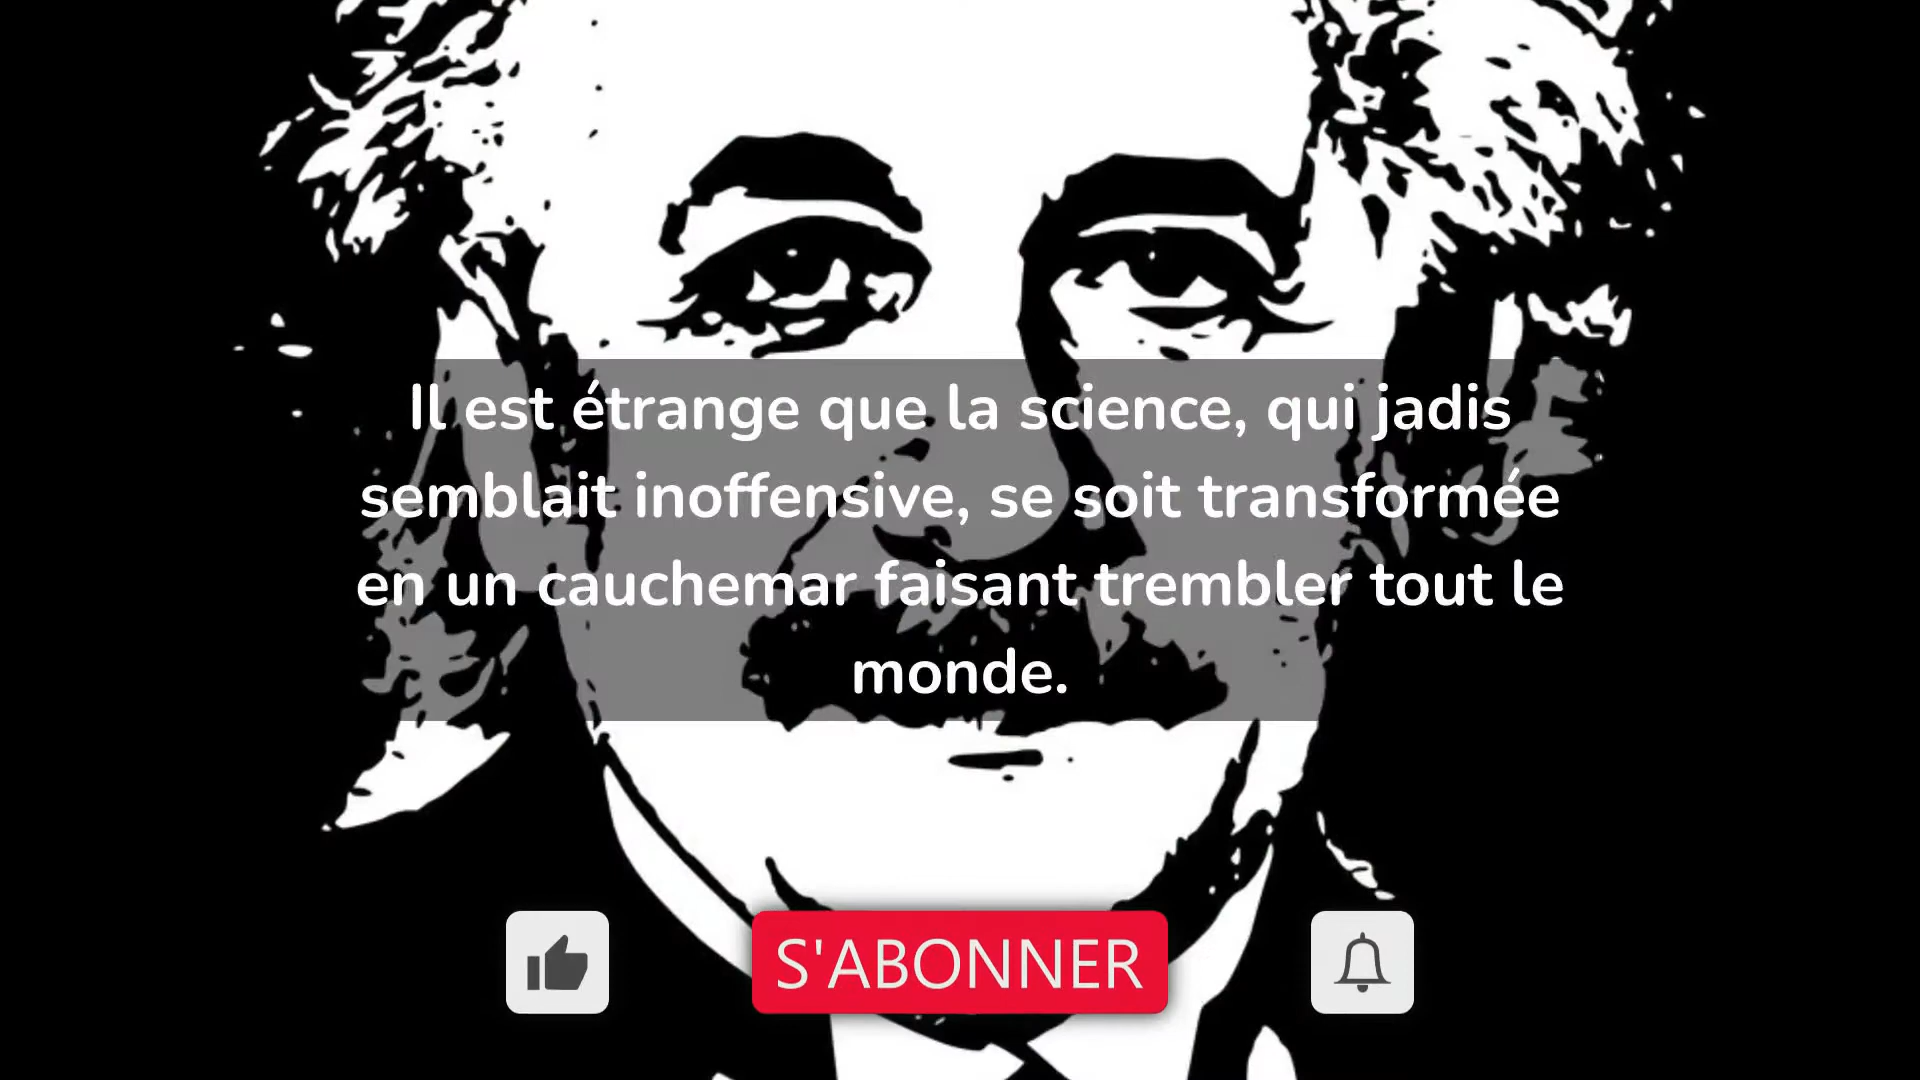 Il est étrange que la science, qui jadis
semblait inoffensive, se soit transformée
en un cauchemar faisant trembler tout le
monde.
S'ABONNER